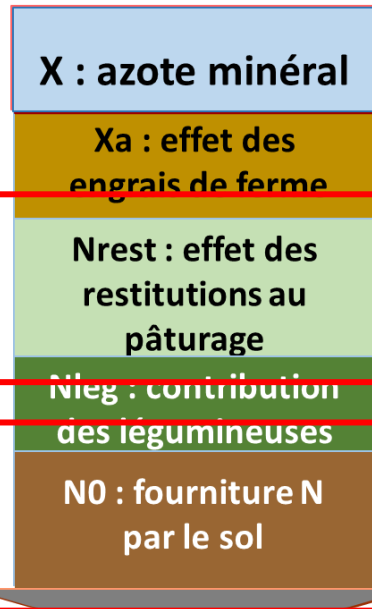 X : azote minéral
Xa : effet des
engrais de ferme
Nrest : effet des
restitutions au
pâturage
Nleg : contribution
des légumineuses
N0 : fourniture N
par le sol